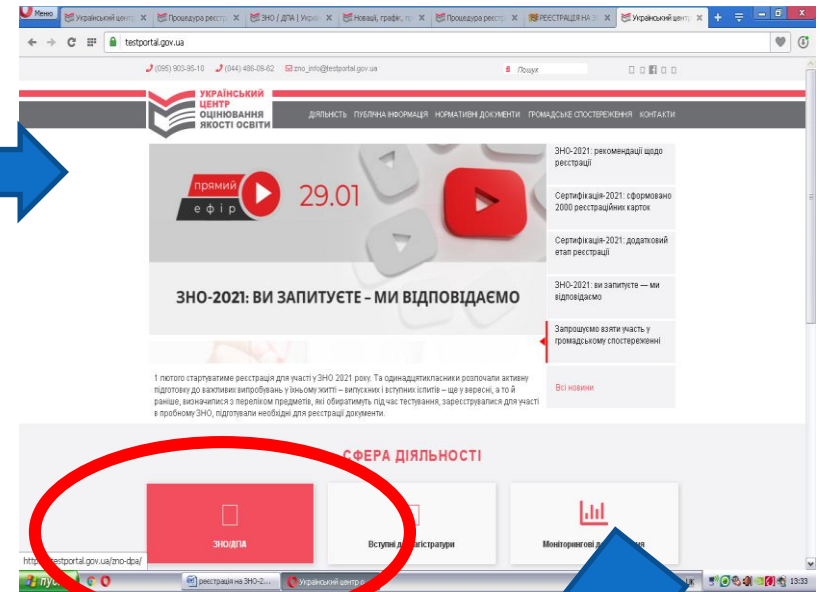 Меню
Український центр
Процедура реєстр
ЗНО / ДПА | Україн
Новації, графік, п
Процедура реєстр
РЕЄСТРАЦІЯ НА З
Український центр
testportal.gov.ua
(095) 903-95-10 (044) 486-09-62 zno_info@testportal.gov.ua
Пошук
УКРАЇНСЬКИЙ
ЦЕНТР
ОЦІНЮВАННЯ
ЯКОСТІ ОСВІТИ
ДІЯЛЬНІСТЬ ПУБЛІЧНА ІНФОРМАЦІЯ НОРМАТИВНІ ДОКУМЕНТИ ГРОМАДСЬКЕ СПОСТЕРЕЖЕННЯ КОНТАКТИ
прямий
ефір
29.01
ЗНО-2021: ВИ ЗАПИТУЄТЕ – МИ ВІДПОВІДАЄМО
ЗНО-2021: рекомендації щодо
реєстрації
Сертифікація-2021: сформовано
2000 реєстраційних карток
Сертифікація-2021: додатковий
етап реєстрації
ЗНО-2021: ви запитуєте — ми
відповідаємо
Запрошуємо взяти участь у
громадському спостереженні
Всі новини
1 лютого стартуватиме реєстрація для участі у ЗНО 2021 року. Та одинадцятикласники розпочали активну
підготовку до важливих випробувань у їхньому житті – випускних і вступних іспитів – ще у вересні, а то й
раніше, визначилися з переліком предметів, які обиратимуть під час тестування, зареєструвалися для участі
в пробному ЗНО, підготували необхідні для реєстрації документи.
СФЕРА ДІЯЛЬНОСТІ
ЗНО/ДПА
Вступні до магістратури
Моніторингові
testportal.gov.ua/zno-dpa/
реєстрація на ЗНО-2...
Український центр о
UK
13:33